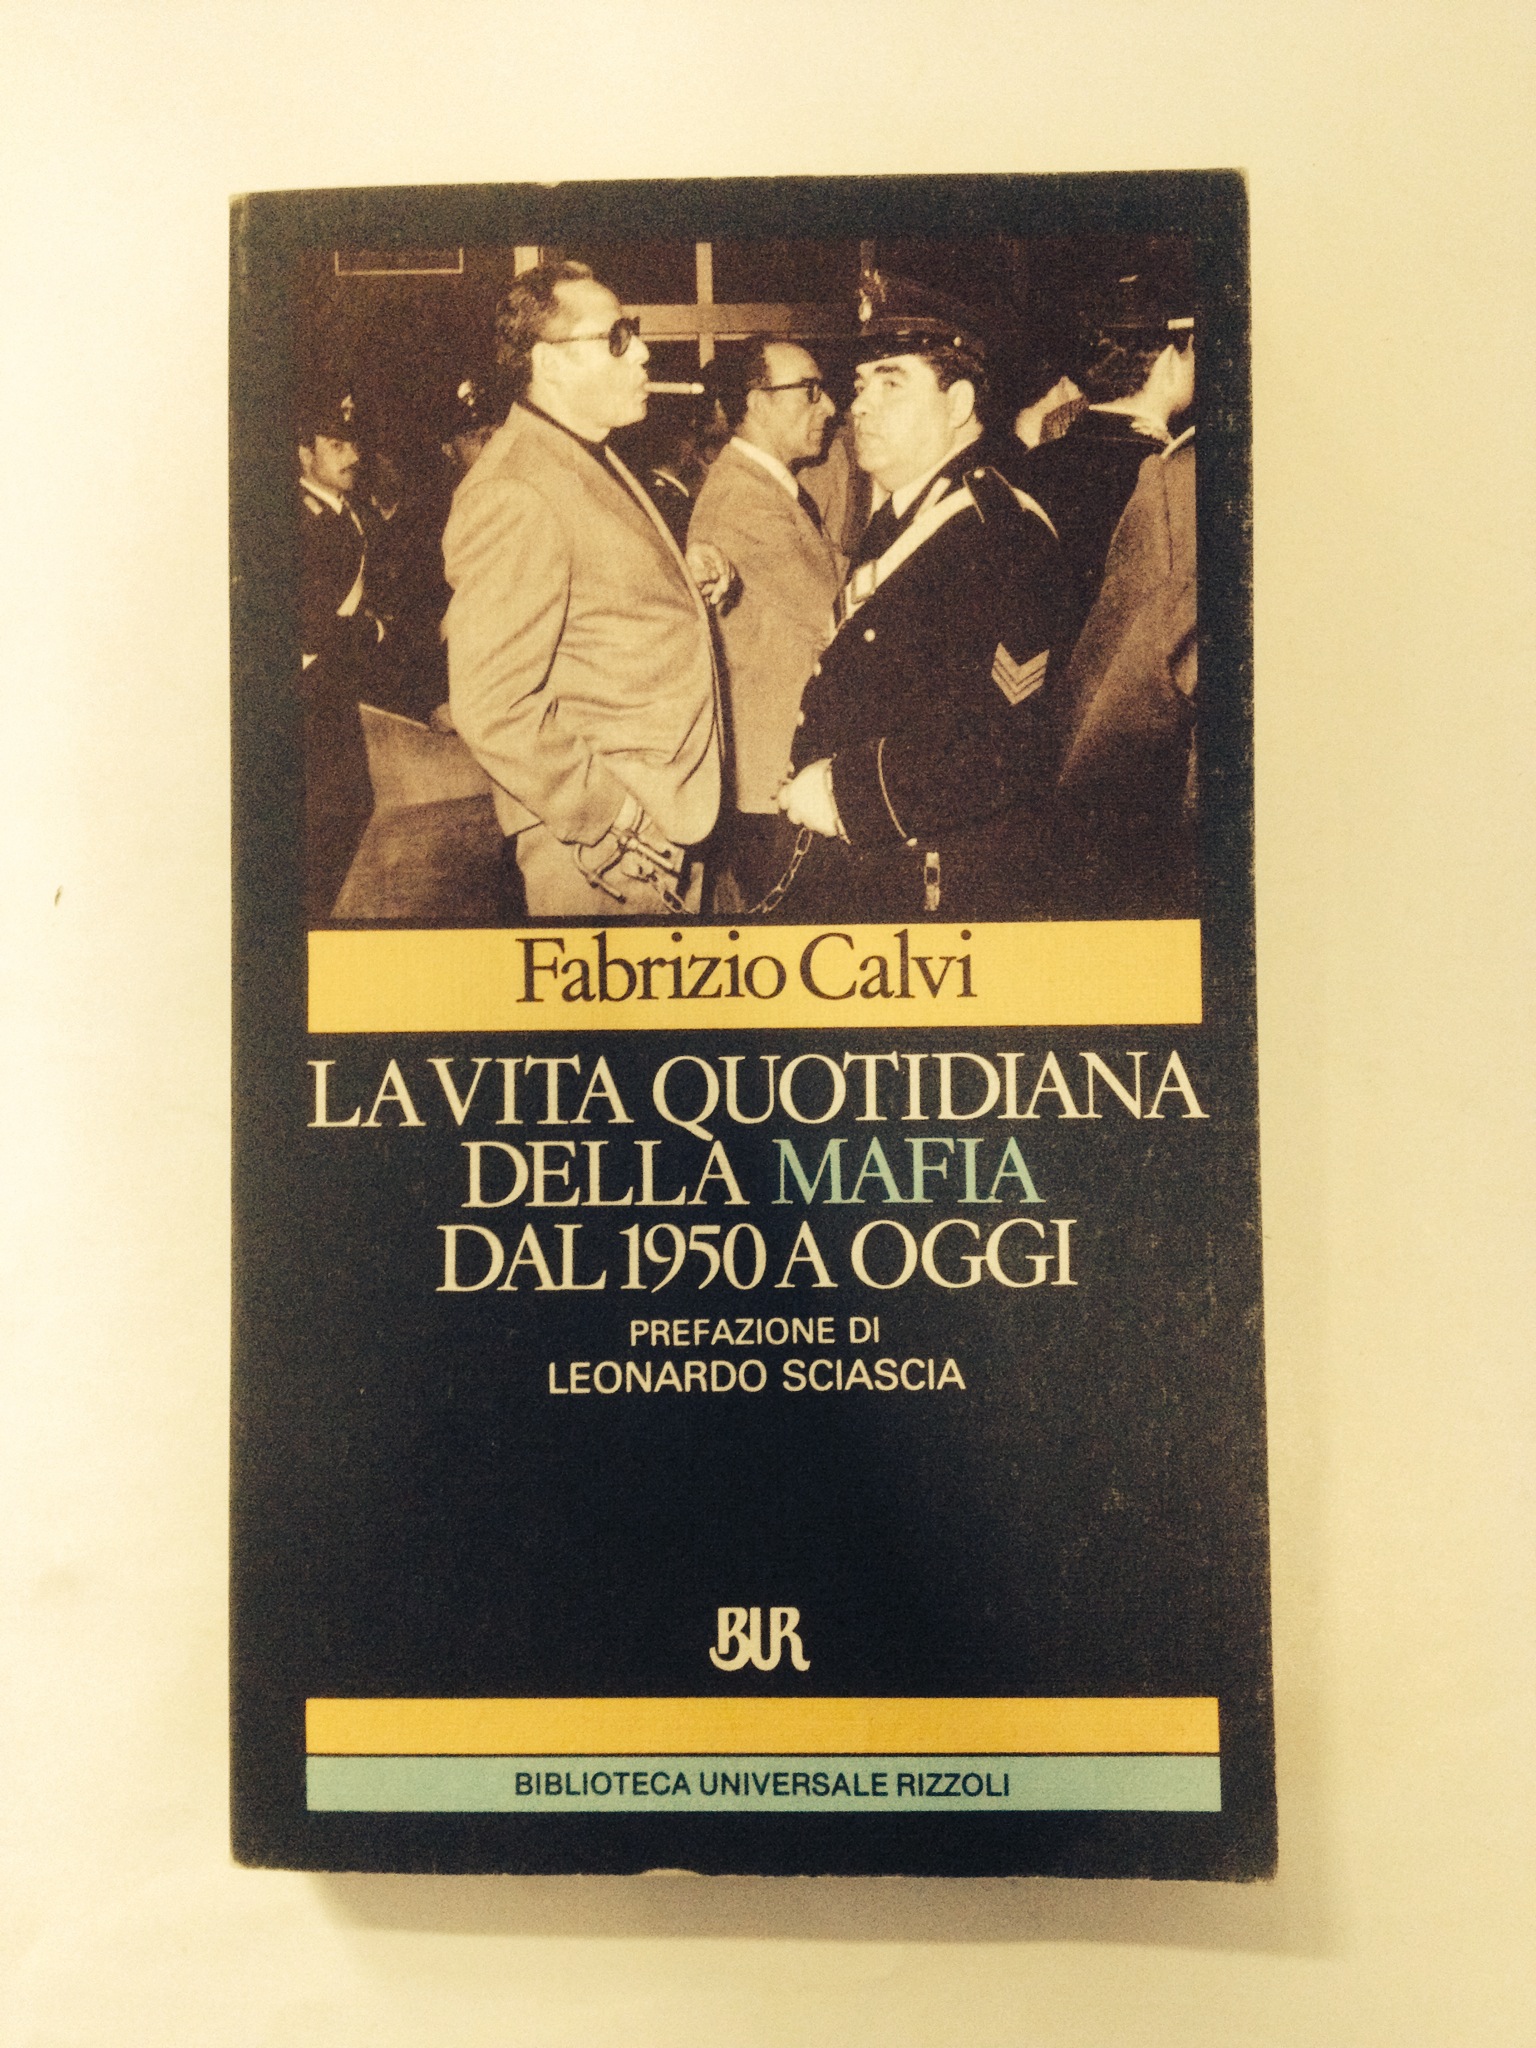 Fabrizio Calvi
LA VITA QUOTIDIANA
DELLA MAFIA
DAL 1950 A OGGI
PREFAZIONE DI
LEONARDO SCIASCIA
BUR
BIBLIOTECA UNIVERSALE RIZZOLI